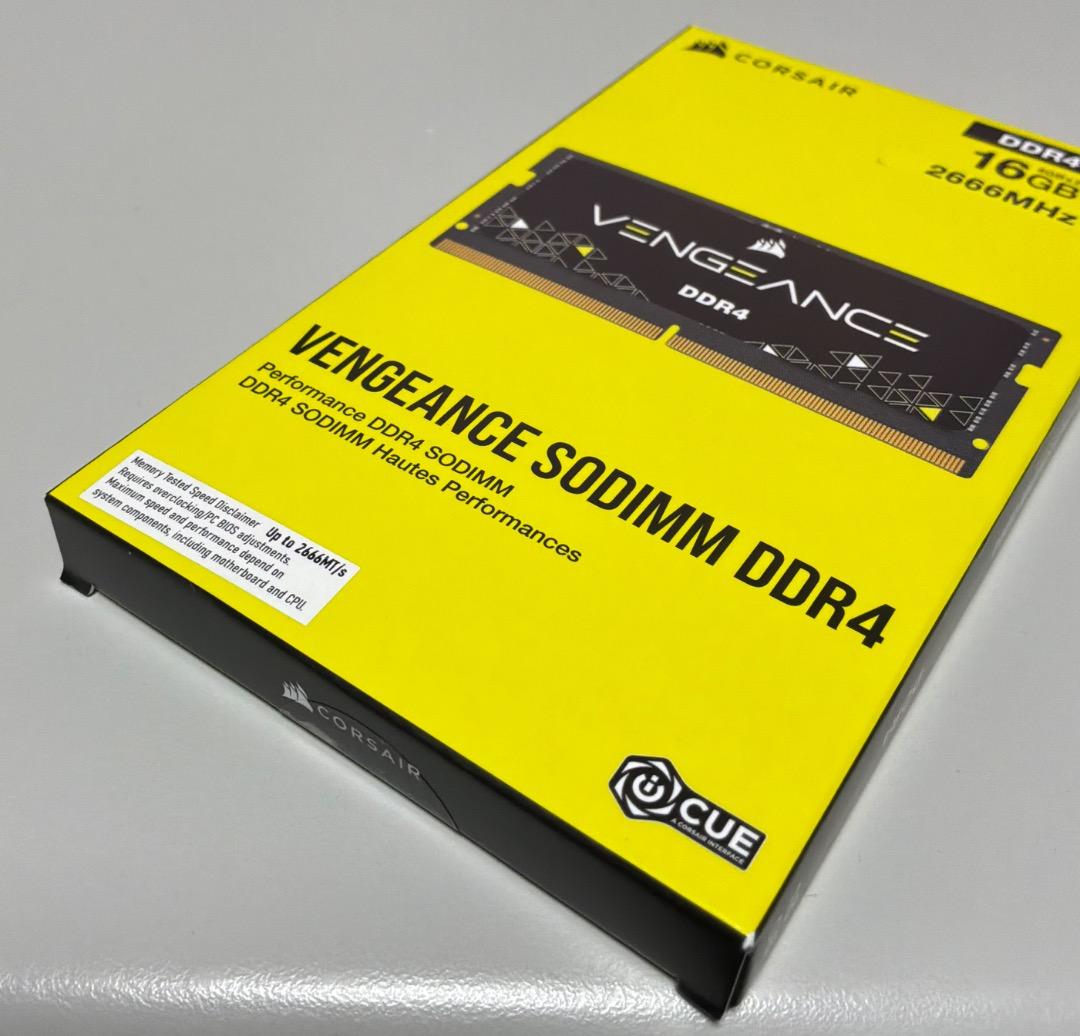 CORSAIR
DDR4
16GB
2666MHz
VENGEANCE
DDR4
VENGEANCE SODIMM DDR4
Performance DDR4 SODIMM
DDR4 SODIMM Hautes Performances
Memory Tested Speed Disclaimer Up to 2666MT/s
Requires overclocking/PC BIOS adjustments.
Maximum speed and performance depend on
system components, including motherboard and CPU.
CORSAIR
iCUE
A CORSAIR INTERFACE